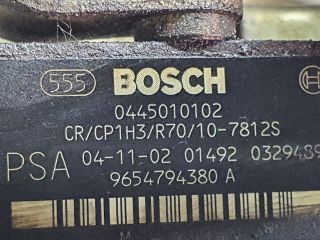 555 BOSCH
0445010102
CR/CP1H3/R70/10-7812S
PSA 04-11-02 01492 0329489
9654794380 A